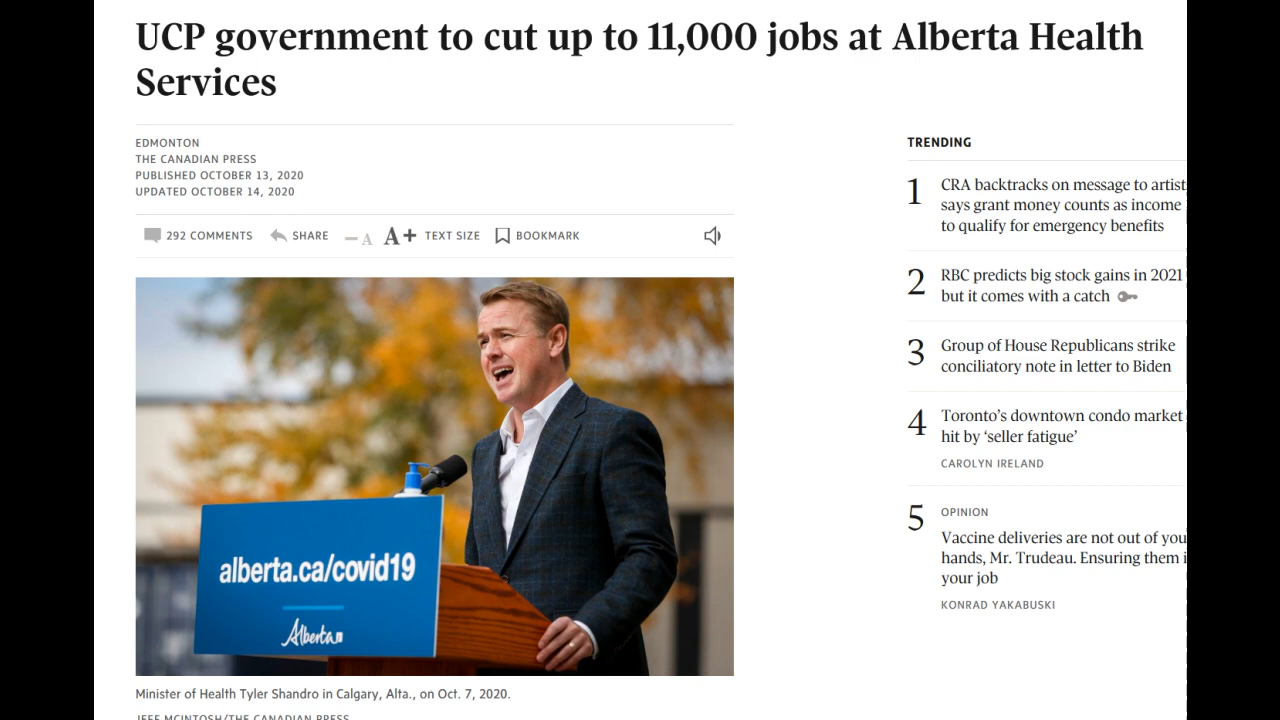 UCP government to cut up to 11,000 jobs at Alberta Health
Services
EDMONTON
THE CANADIAN PRESS
PUBLISHED OCTOBER 13, 2020
UPDATED OCTOBER 14, 2020
292 COMMENTS
SHARE
A
A+
TEXT SIZE
BOOKMARK
alberta.ca/covid19
Alberta
Minister of Health Tyler Shandro in Calgary, Alta., on Oct. 7, 2020.
JEFF MCINTOSH/THE CANADIAN PRESS
TRENDING
1
CRA backtracks on message to artist
says grant money counts as income
to qualify for emergency benefits
2
RBC predicts big stock gains in 2021
but it comes with a catch
3
Group of House Republicans strike
conciliatory note in letter to Biden
4
Toronto’s downtown condo market
hit by ‘seller fatigue’
CAROLYN IRELAND
5
OPINION
Vaccine deliveries are not out of you
hands, Mr. Trudeau. Ensuring them i
your job
KONRAD YAKABUSKI